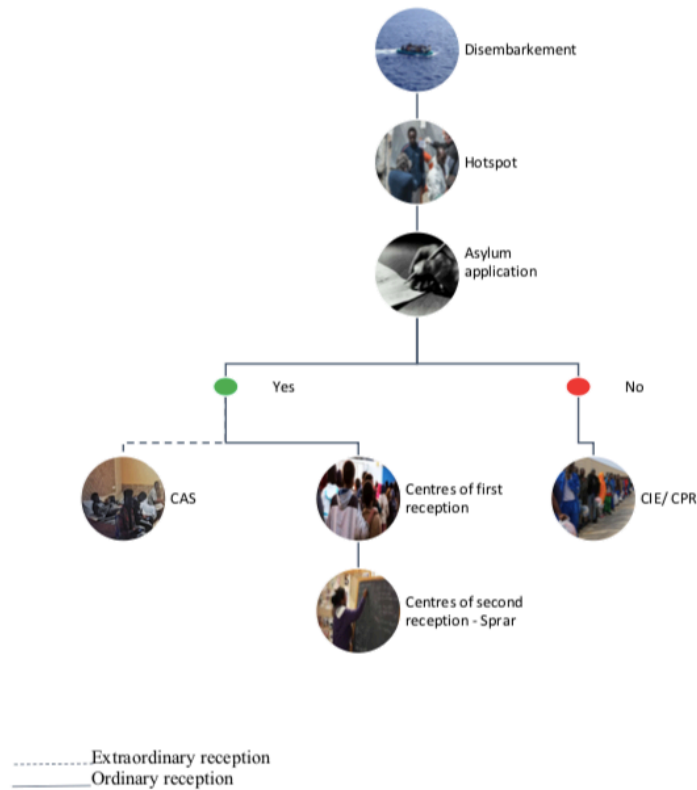 Disembarkement
Hotspot
Asylum
application
Yes
No
CAS
Centres of first
reception
CIE/ CPR
Centres of second
reception - Sprar
Extraordinary reception
Ordinary reception